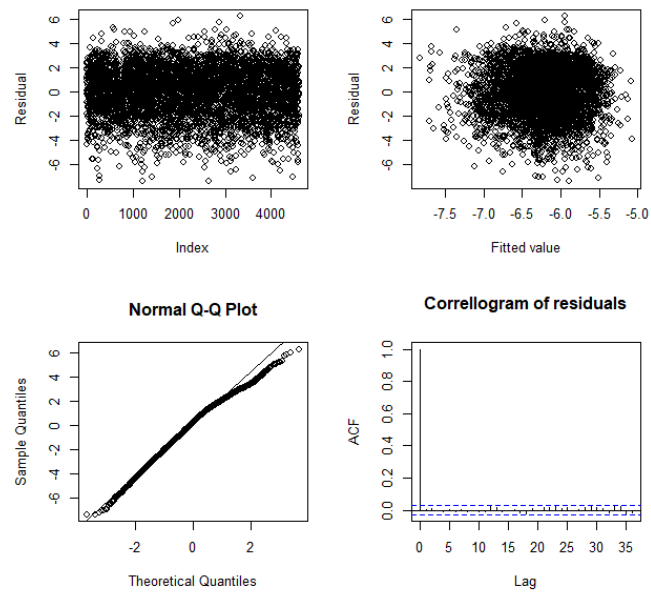 6
4
2
0
-2
-4
-6
Residual
0 1000 2000 3000 4000
Index
6
4
2
0
-2
-4
-6
Residual
-7.5 -7.0 -6.5 -6.0 -5.5 -5.0
Fitted value
Normal Q-Q Plot
6
4
2
0
-2
-4
-6
Sample Quantiles
-2 0 2
Theoretical Quantiles
Correllogram of residuals
1.0
0.8
0.6
0.4
0.2
0.0
ACF
0 5 10 15 20 25 30 35
Lag